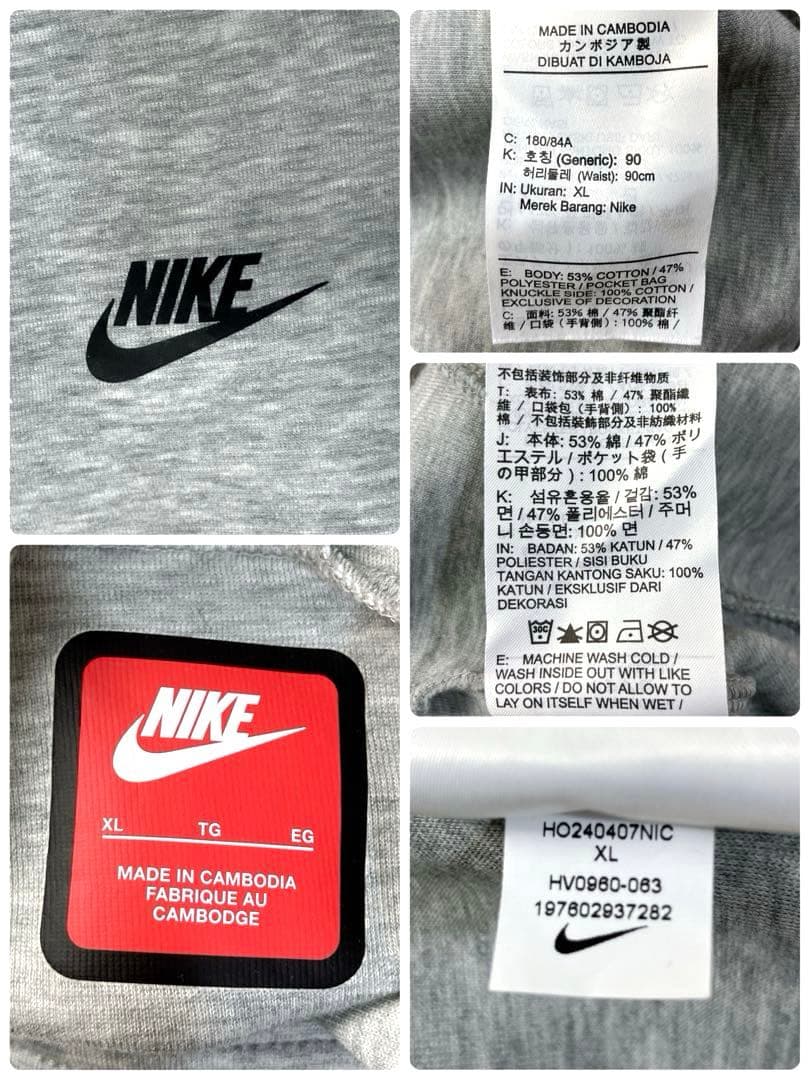 NIKE
MADE IN CAMBODIA
カンボジア製
DIBUAT DI KAMBOJA
C: 180/84A
K: 호칭 (Generic): 90
허리둘레 (Waist): 90cm
IN: Ukuran: XL
Merek Barang: Nike
E: BODY: 53% COTTON / 47%
POLYESTER / POCKET BAG
KNUCKLE SIDE: 100% COTTON /
EXCLUSIVE OF DECORATION
C: 面料: 53% 棉 / 47% 聚酯纤
维 / 口袋 (手背侧) : 100% 棉 /
不包括装饰部分及非纤维物质
T: 表布: 53% 棉 / 47% 聚酯纖
維 / 口袋包 (手背側) : 100%
棉 / 不包括裝飾部分及非紡織材料
J: 本体: 53% 綿 / 47% ポリ
エステル / ポケット袋 ( 手
の甲部分 ) : 100% 綿
K: 섬유혼용율 / 겉감: 53%
면 / 47% 폴리에스터 / 주머
니 손등면: 100% 면
IN: BADAN: 53% KATUN / 47%
POLIESTER / SISI BUKU
TANGAN KANTONG SAKU: 100%
KATUN / EKSKLUSIF DARI
DEKORASI
30C
E: MACHINE WASH COLD /
WASH INSIDE OUT WITH LIKE
COLORS / DO NOT ALLOW TO
LAY ON ITSELF WHEN WET /
NIKE
XL TG EG
MADE IN CAMBODIA
FABRIQUE AU
CAMBODGE
HO240407NIC
XL
HV0960-063
197602937282